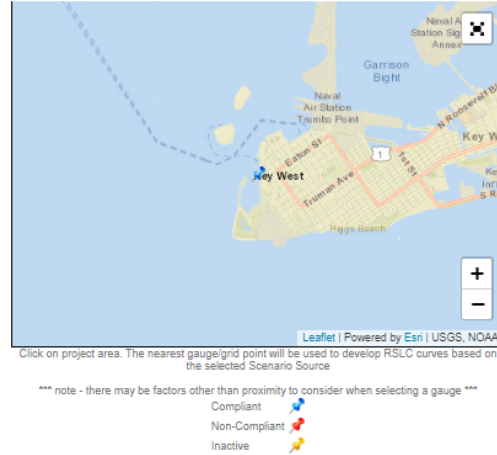 Naval A
Station Sig
Annex
Garrison
Bight
Naval
Air Station
Trumbo Point
N Roosevelt Bl
Key W
Eaton St
1
1st St
Key West
Truman Ave
Ke
Int'
S R
Higgs Beach
+
−
Leaflet | Powered by Esri | USGS, NOAA
Click on project area. The nearest gauge/grid point will be used to develop RSLC curves based on
the selected Scenario Source
*** note - there may be factors other than proximity to consider when selecting a gauge ***
Compliant
Non-Compliant
Inactive